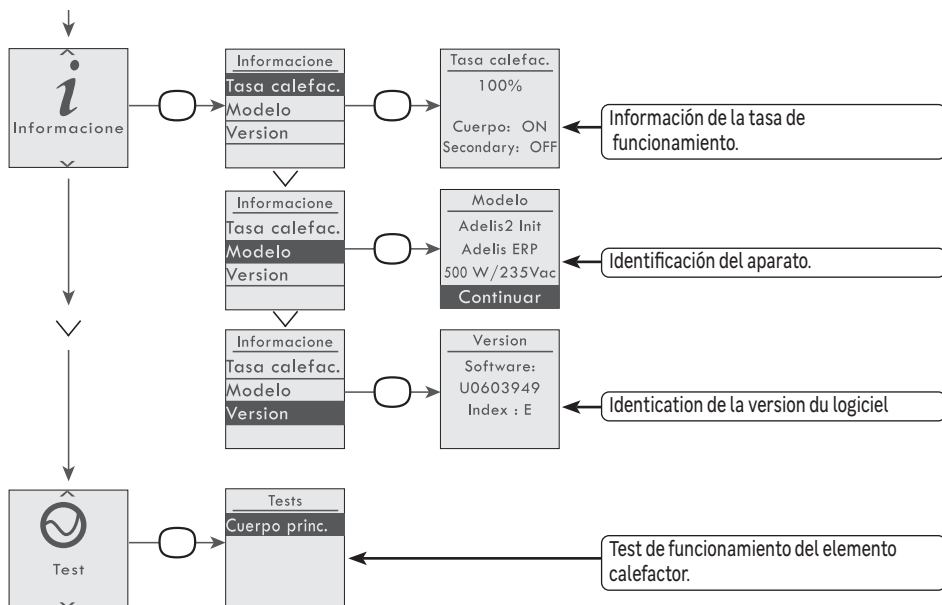 Informacione
Informacione
Tasa calefac.
Modelo
Version
Tasa calefac.
100%
Cuerpo: ON
Secondary: OFF
Información de la tasa de
funcionamiento.
Informacione
Tasa calefac.
Modelo
Version
Modelo
Adelis2 Init
Adelis ERP
500 W/235Vac
Continuar
Identificación del aparato.
Informacione
Tasa calefac.
Modelo
Version
Version
Software:
U0603949
Index : E
Identication de la version du logiciel
Test
Tests
Cuerpo princ.
Test de funcionamiento del elemento
calefactor.